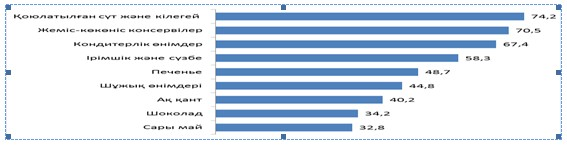 Қоюлатылған сүт және кілегей 74,2
Жеміс-көкөніс консервілер 70,5
Кондитерлік өнімдер 67,4
Ірімшік және сүзбе 58,3
Печенье 48,7
Шұжық өнімдері 44,8
Ақ қант 40,2
Шоколад 34,2
Сары май 32,8